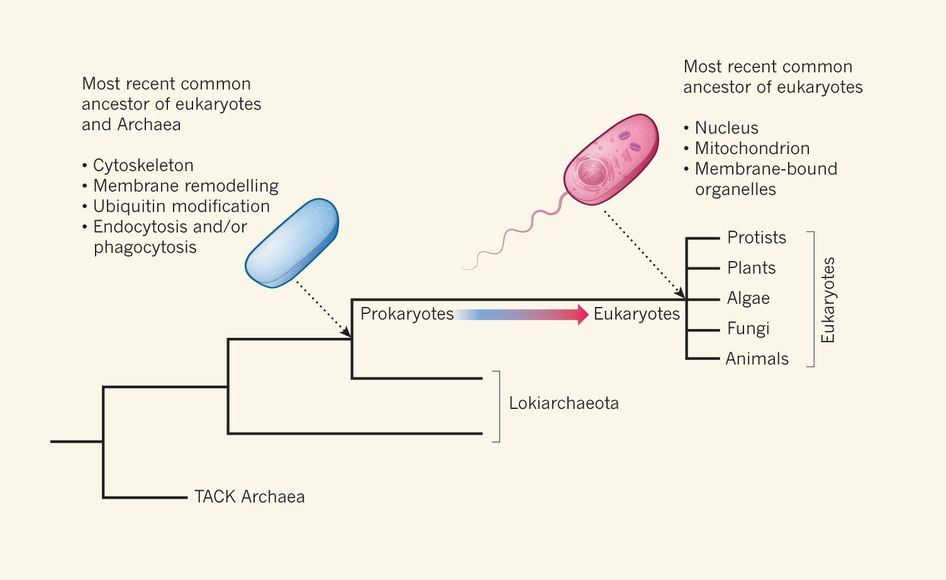 Most recent common
ancestor of eukaryotes
and Archaea
• Cytoskeleton
• Membrane remodelling
• Ubiquitin modification
• Endocytosis and/or
phagocytosis
Most recent common
ancestor of eukaryotes
• Nucleus
• Mitochondrion
• Membrane-bound
organelles
Prokaryotes
Eukaryotes
Protists
Plants
Algae
Fungi
Animals
Eukaryotes
Lokiarchaeota
TACK Archaea